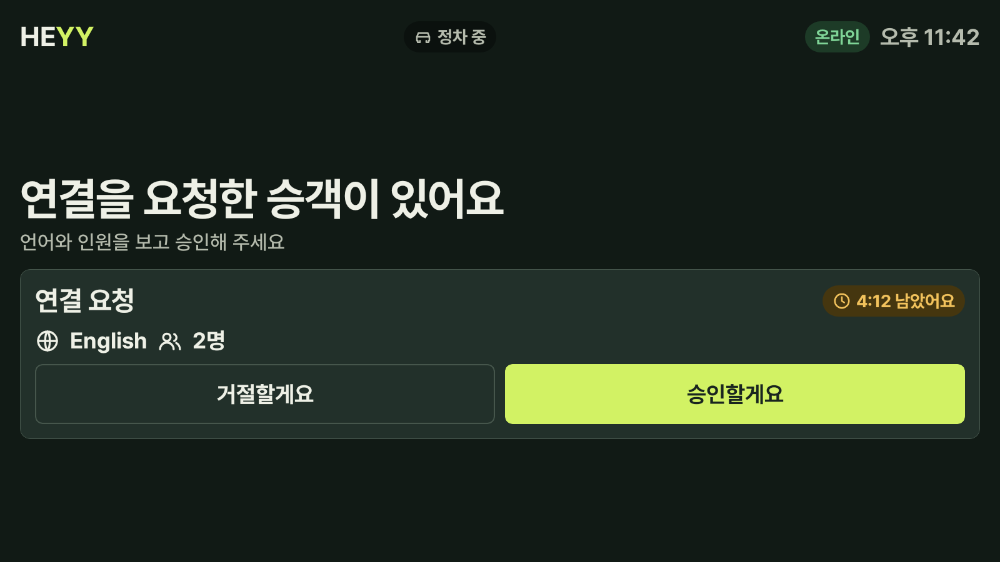 HEYY
정차 중
온라인 오후 11:42
연결을 요청한 승객이 있어요
언어와 인원을 보고 승인해 주세요
연결 요청
4:12 남았어요
English 2명
거절할게요
승인할게요